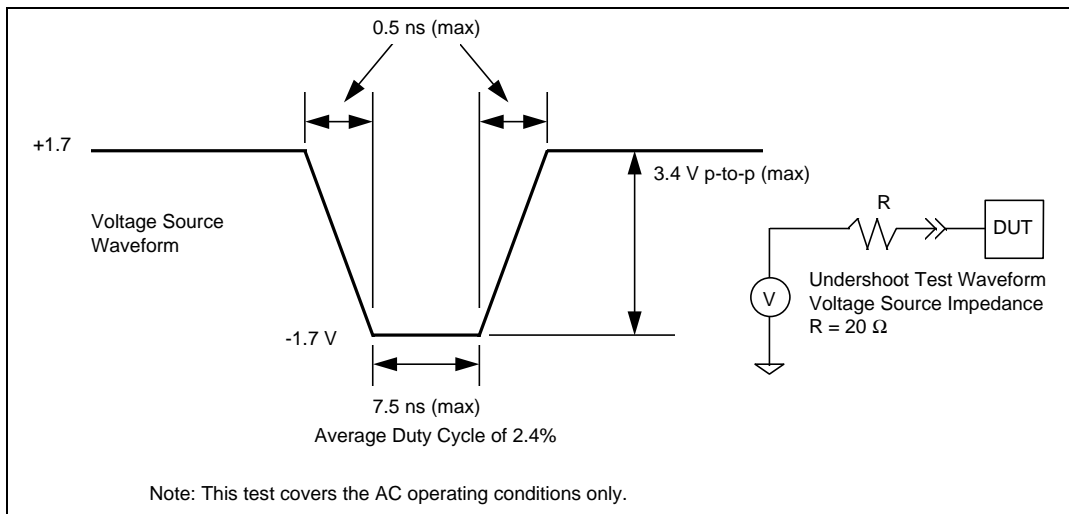 0.5 ns (max)
+1.7
3.4 V p-to-p (max)
Voltage Source
Waveform
R
DUT
V
Undershoot Test Waveform
Voltage Source Impedance
R = 20 Ω
-1.7 V
7.5 ns (max)
Average Duty Cycle of 2.4%
Note: This test covers the AC operating conditions only.